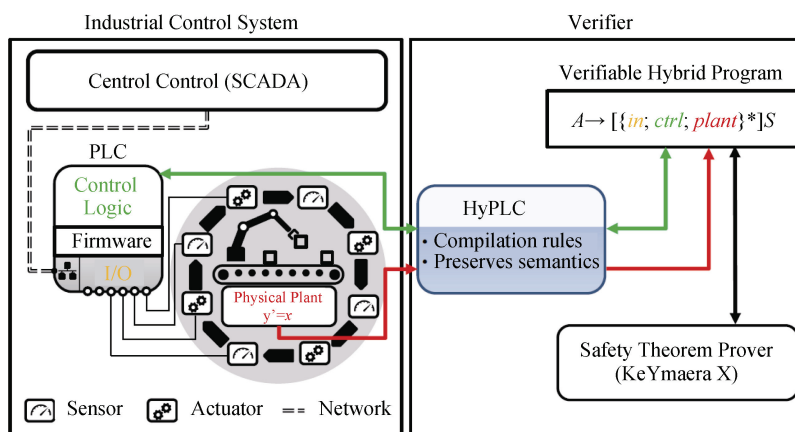 Industrial Control System
Verifier
Centrol Control (SCADA)
PLC
Control
Logic
Firmware
I/O
Physical Plant
y'=x
Sensor
Actuator
Network
HyPLC
· Compilation rules
· Preserves semantics
Verifiable Hybrid Program
A→ [{in; ctrl; plant}*]S
Safety Theorem Prover
(KeYmaera X)